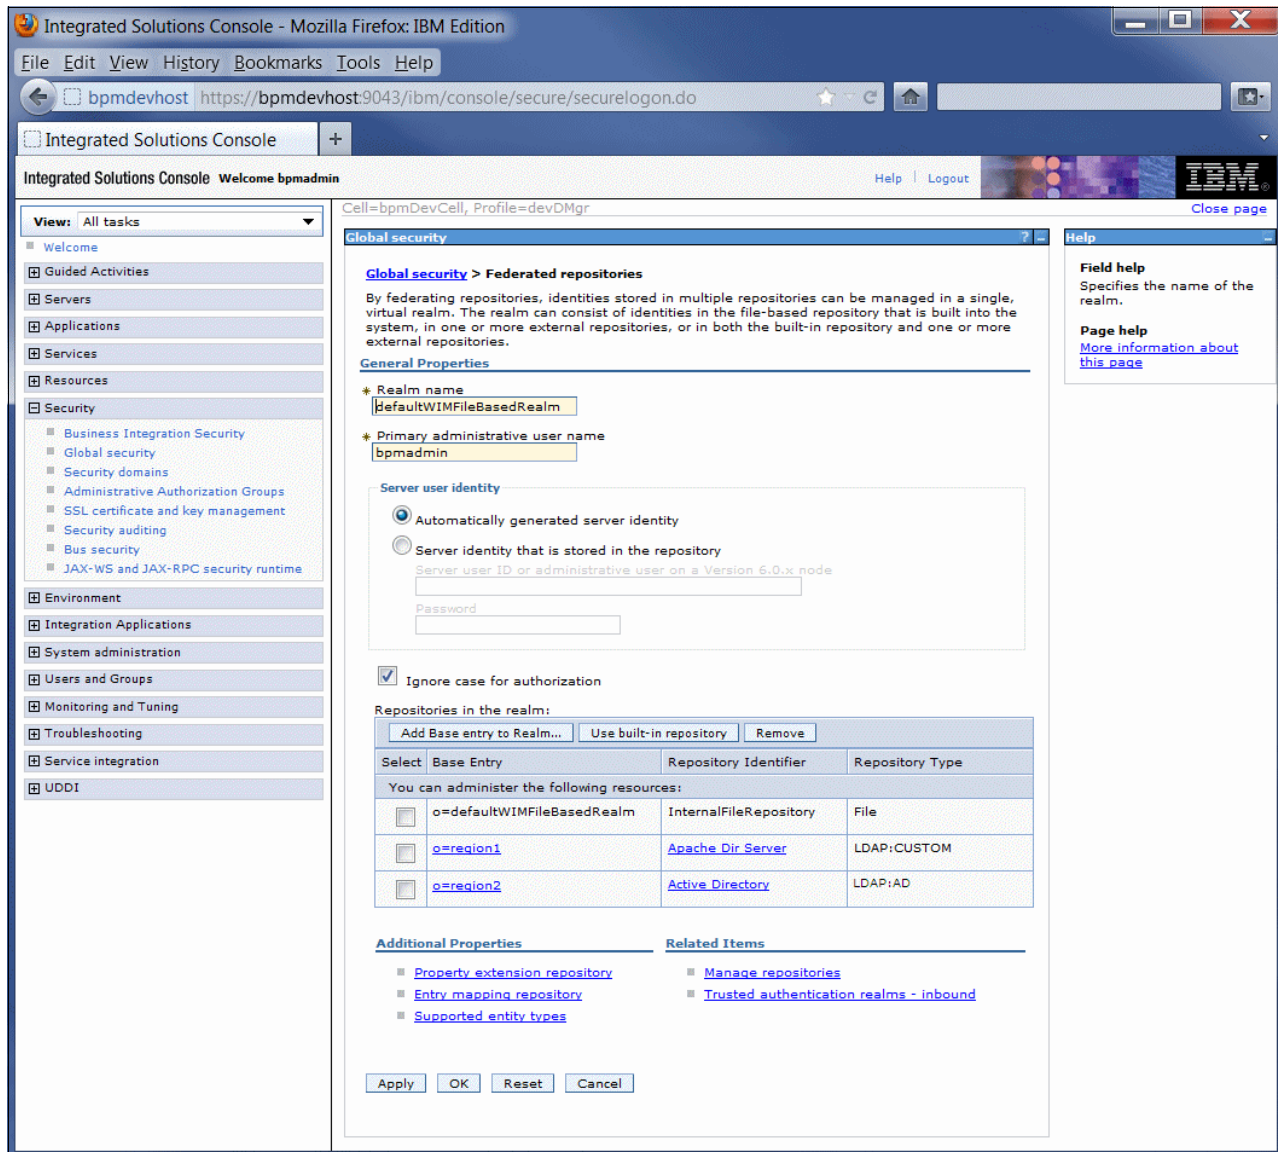 Integrated Solutions Console - Mozilla Firefox: IBM Edition
File Edit View History Bookmarks Tools Help
bpmdevhost https://bpmdevhost:9043/ibm/console/secure/securelogon.do
Integrated Solutions Console +
Integrated Solutions Console Welcome bpmadmin Help Logout IBM®
View: All tasks
Welcome
Guided Activities
Servers
Applications
Services
Resources
Security
Business Integration Security
Global security
Security domains
Administrative Authorization Groups
SSL certificate and key management
Security auditing
Bus security
JAX-WS and JAX-RPC security runtime
Environment
Integration Applications
System administration
Users and Groups
Monitoring and Tuning
Troubleshooting
Service integration
UDDI
Cell=bpmDevCell, Profile=devDMgr Close page
Global security ? -
Global security > Federated repositories
By federating repositories, identities stored in multiple repositories can be managed in a single,
virtual realm. The realm can consist of identities in the file-based repository that is built into the
system, in one or more external repositories, or in both the built-in repository and one or more
external repositories.
General Properties
* Realm name
defaultWIMFileBasedRealm
* Primary administrative user name
bpmadmin
Server user identity
Automatically generated server identity
Server identity that is stored in the repository
Server user ID or administrative user on a Version 6.0.x node
Password
Ignore case for authorization
Repositories in the realm:
Add Base entry to Realm... Use built-in repository Remove
Select Base Entry Repository Identifier Repository Type
You can administer the following resources:
o=defaultWIMFileBasedRealm InternalFileRepository File
o=region1 Apache Dir Server LDAP:CUSTOM
o=region2 Active Directory LDAP:AD
Additional Properties
Property extension repository
Entry mapping repository
Supported entity types
Related Items
Manage repositories
Trusted authentication realms - inbound
Apply OK Reset Cancel
Help -
Field help
Specifies the name of the
realm.
Page help
More information about
this page